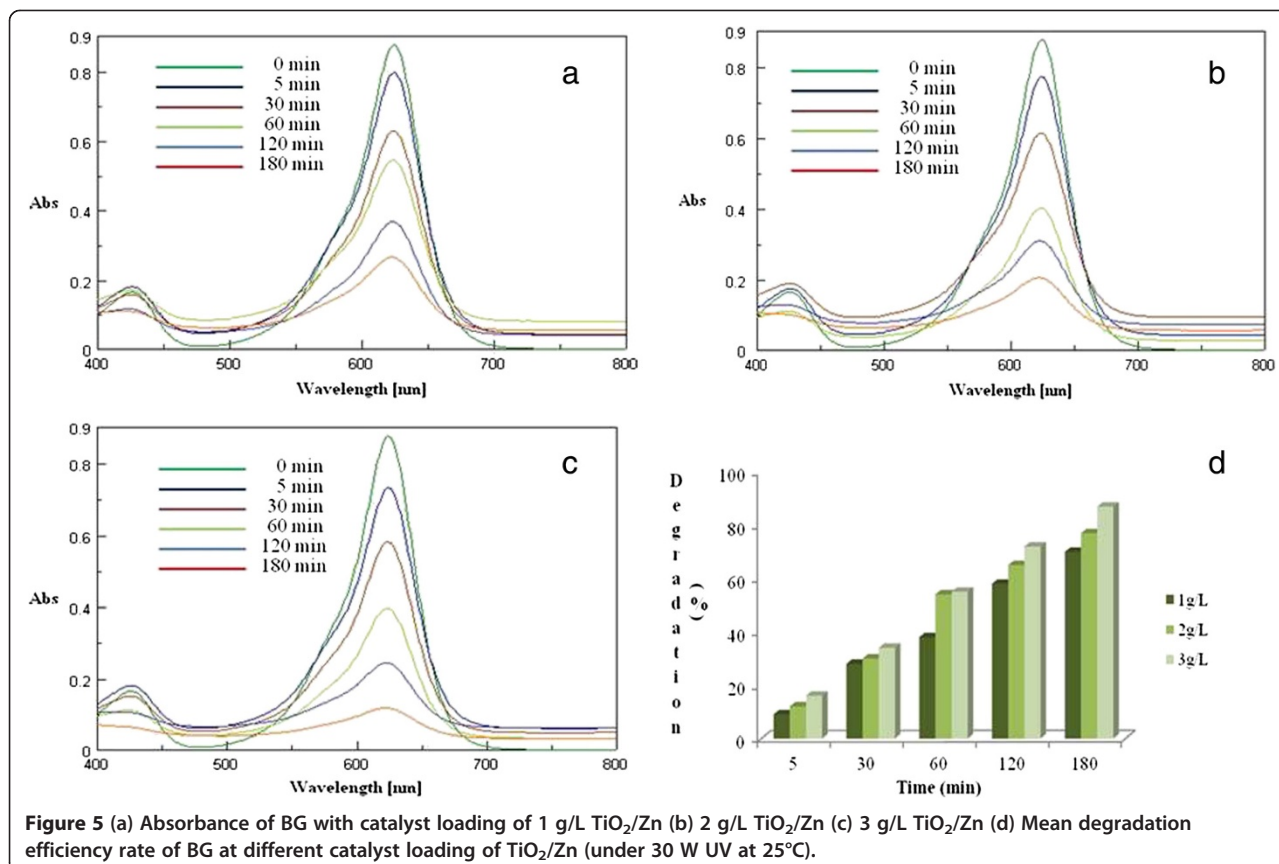 0.9
0.8
0.6
Abs
0.4
0.2
0
400
500
600
700
800
Wavelength [nm]
0 min
5 min
30 min
60 min
120 min
180 min
a
0.9
0.8
0.6
Abs
0.4
0.2
0
400
500
600
700
800
Wavelength [nm]
0 min
5 min
30 min
60 min
120 min
180 min
b
0.9
0.8
0.6
Abs
0.4
0.2
0
400
500
600
700
800
Wavelength [nm]
0 min
5 min
30 min
60 min
120 min
180 min
c
d
Degradation
(%)
100
80
60
40
20
0
5
30
60
120
180
Time (min)
1g/L
2g/L
3g/L
Figure 5 (a) Absorbance of BG with catalyst loading of 1 g/L TiO₂/Zn (b) 2 g/L TiO₂/Zn (c) 3 g/L TiO₂/Zn (d) Mean degradation
efficiency rate of BG at different catalyst loading of TiO₂/Zn (under 30 W UV at 25°C).